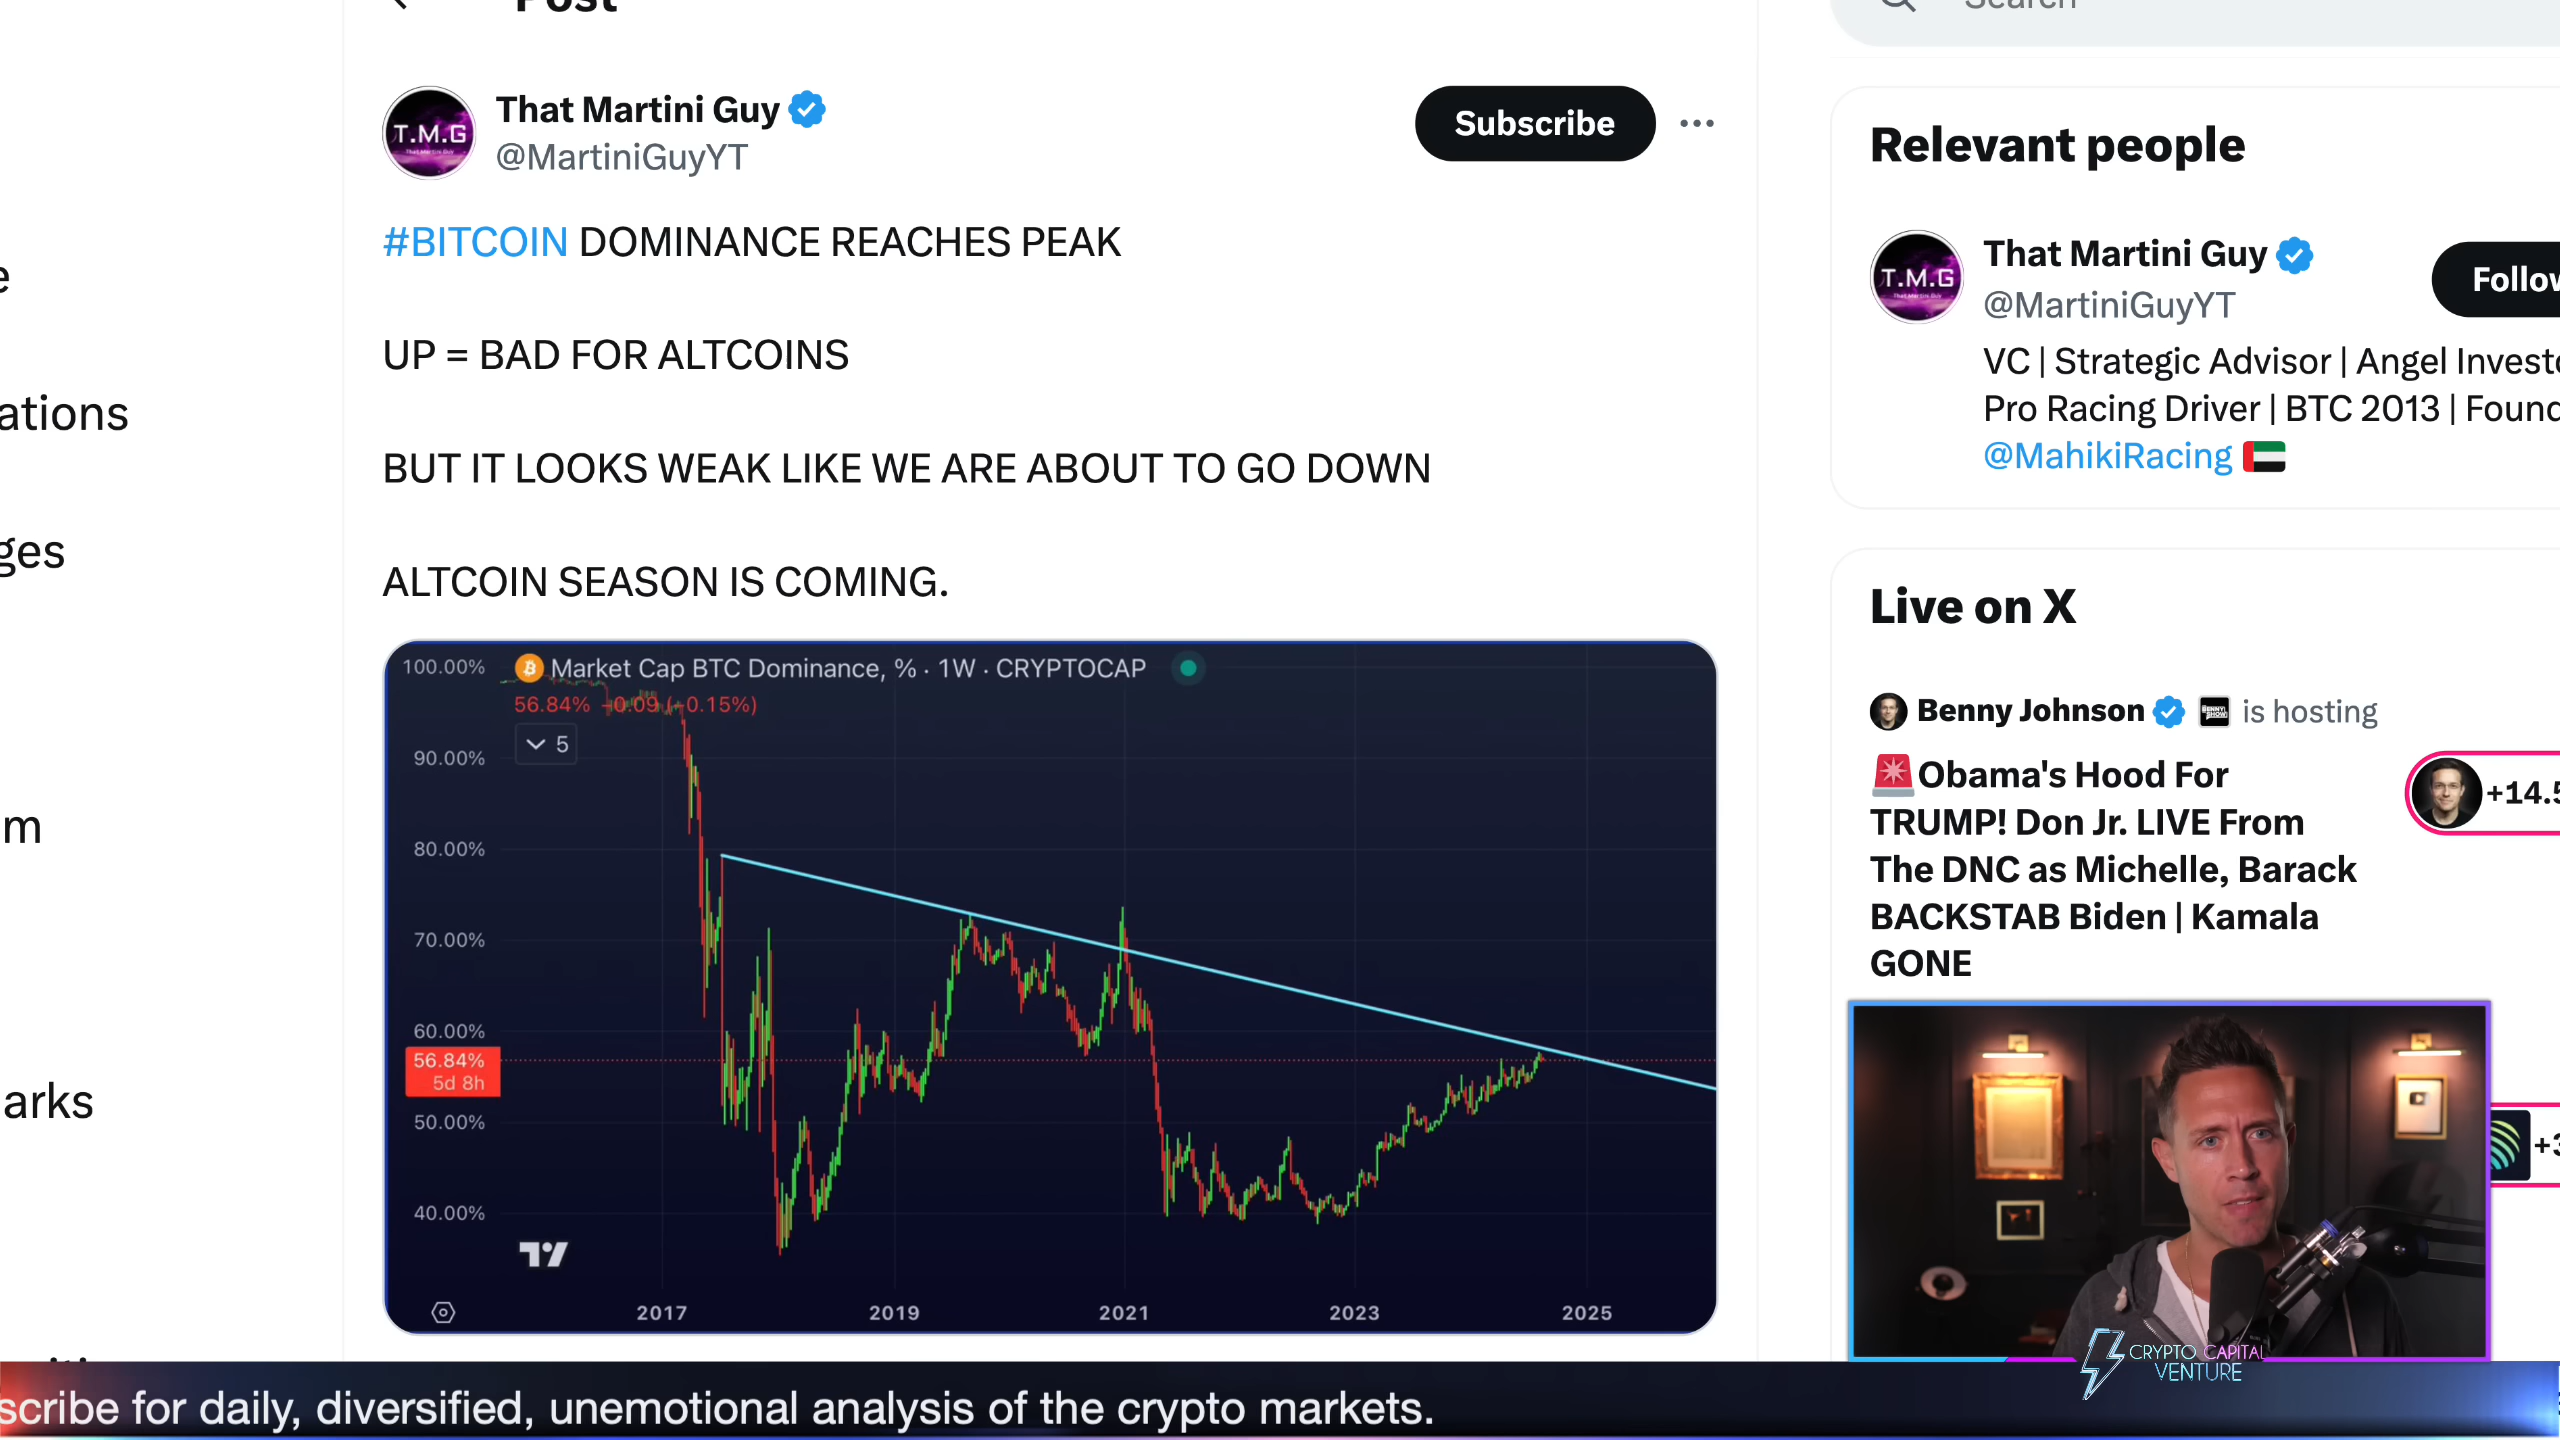 Post
Search
T.M.G
That Martini Guy
@MartiniGuyYT
Subscribe
#BITCOIN DOMINANCE REACHES PEAK
UP = BAD FOR ALTCOINS
BUT IT LOOKS WEAK LIKE WE ARE ABOUT TO GO DOWN
ALTCOIN SEASON IS COMING.
e
ations
ges
m
arks
100.00%
Market Cap BTC Dominance, % · 1W · CRYPTOCAP
56.84% -0.09 (-0.15%)
5
90.00%
80.00%
70.00%
60.00%
56.84%
5d 8h
50.00%
40.00%
2017
2019
2021
2023
2025
Relevant people
T.M.G
That Martini Guy
@MartiniGuyYT
Follow
VC | Strategic Advisor | Angel Investo
Pro Racing Driver | BTC 2013 | Found
@MahikiRacing
Live on X
Benny Johnson is hosting
Obama's Hood For
TRUMP! Don Jr. LIVE From
The DNC as Michelle, Barack
BACKSTAB Biden | Kamala
GONE
+14.5
+3
CRYPTO CAPITAL
VENTURE
scribe for daily, diversified, unemotional analysis of the crypto markets.